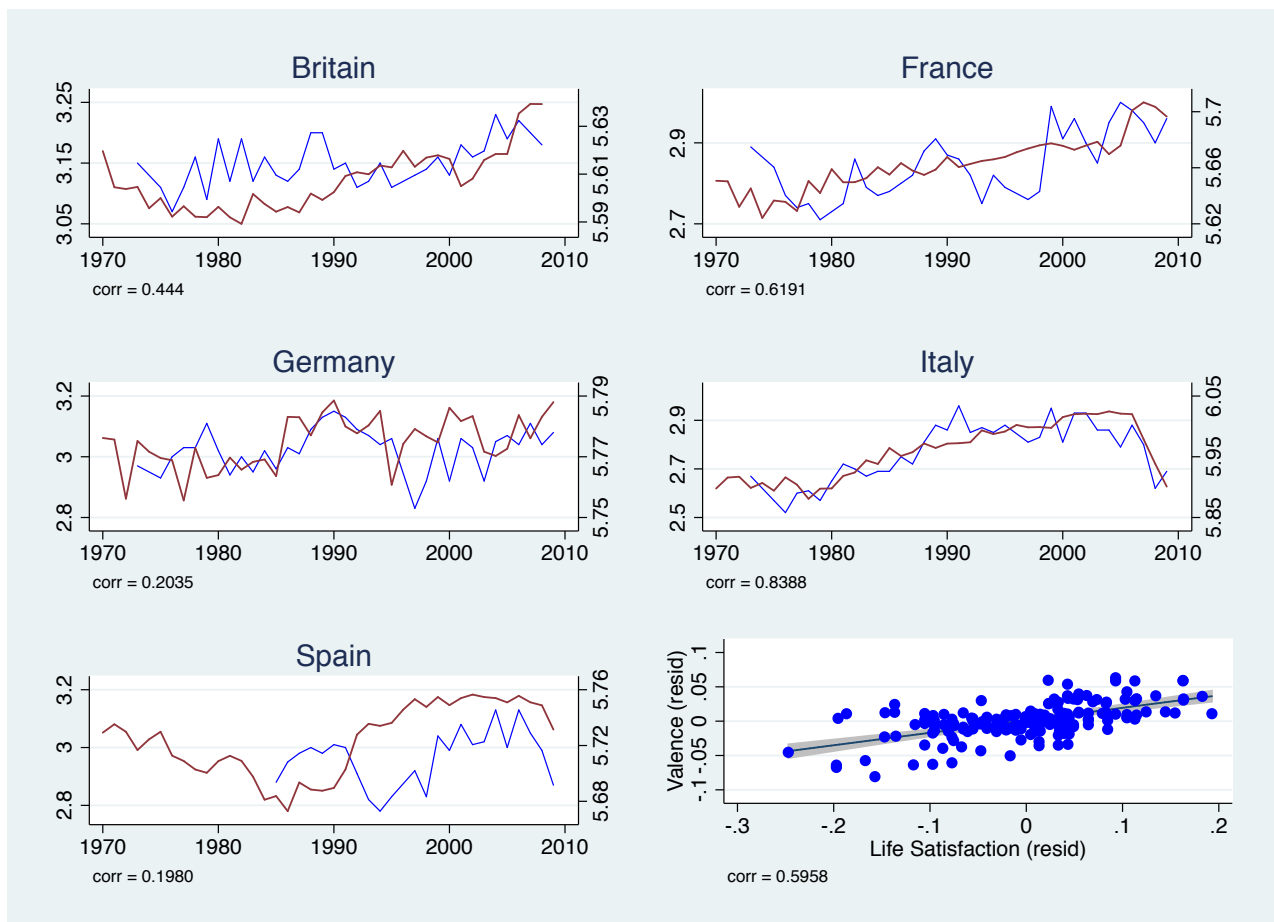 Britain
3.05 3.15 3.25
5.59 5.61 5.63
1970 1980 1990 2000 2010
corr = 0.444
France
2.7 2.9
5.62 5.66 5.7
1970 1980 1990 2000 2010
corr = 0.6191
Germany
2.8 3 3.2
5.75 5.77 5.79
1970 1980 1990 2000 2010
corr = 0.2035
Italy
2.5 2.7 2.9
5.85 5.95 6.05
1970 1980 1990 2000 2010
corr = 0.8388
Spain
2.8 3 3.2
5.68 5.72 5.76
1970 1980 1990 2000 2010
corr = 0.1980
Valence (resid)
-.1 -.05 0 .05 .1
-.3 -.2 -.1 0 .1 .2
Life Satisfaction (resid)
corr = 0.5958